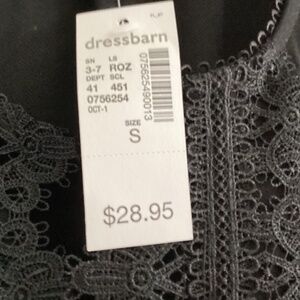 dressbarn
SN LS
3-7 ROZ
DEPT SCL
41 451
0756254
OCT-1
075625490013
SIZE
S
$28.95